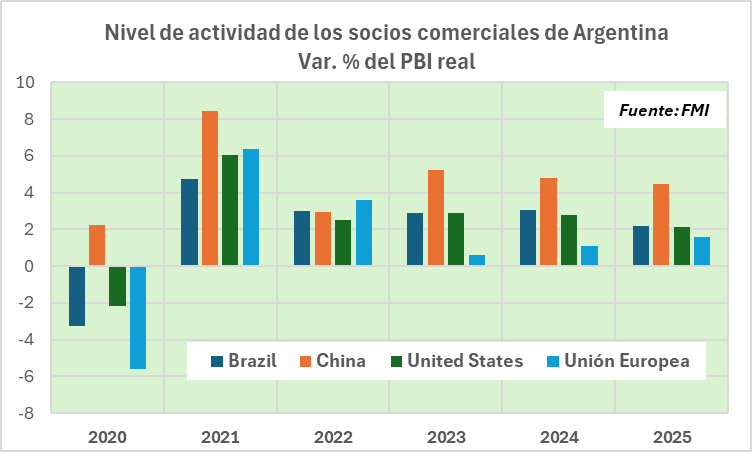 Nivel de actividad de los socios comerciales de Argentina
Var. % del PBI real
10
8
6
4
2
0
-2
-4
-6
-8
Fuente: FMI
Brazil China United States Unión Europea
2020 2021 2022 2023 2024 2025